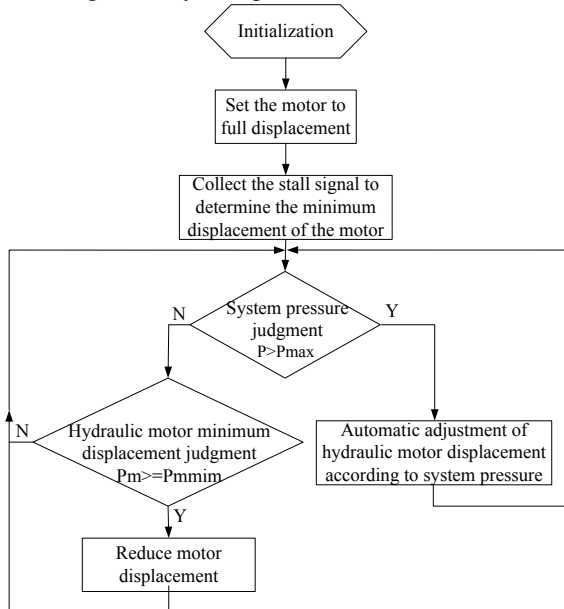 Initialization
Set the motor to
full displacement
Collect the stall signal to
determine the minimum
displacement of the motor
N
System pressure
judgment
P>Pmax
Y
N
Hydraulic motor minimum
displacement judgment
Pm>=Pmmim
Automatic adjustment of
hydraulic motor displacement
according to system pressure
Y
Reduce motor
displacement